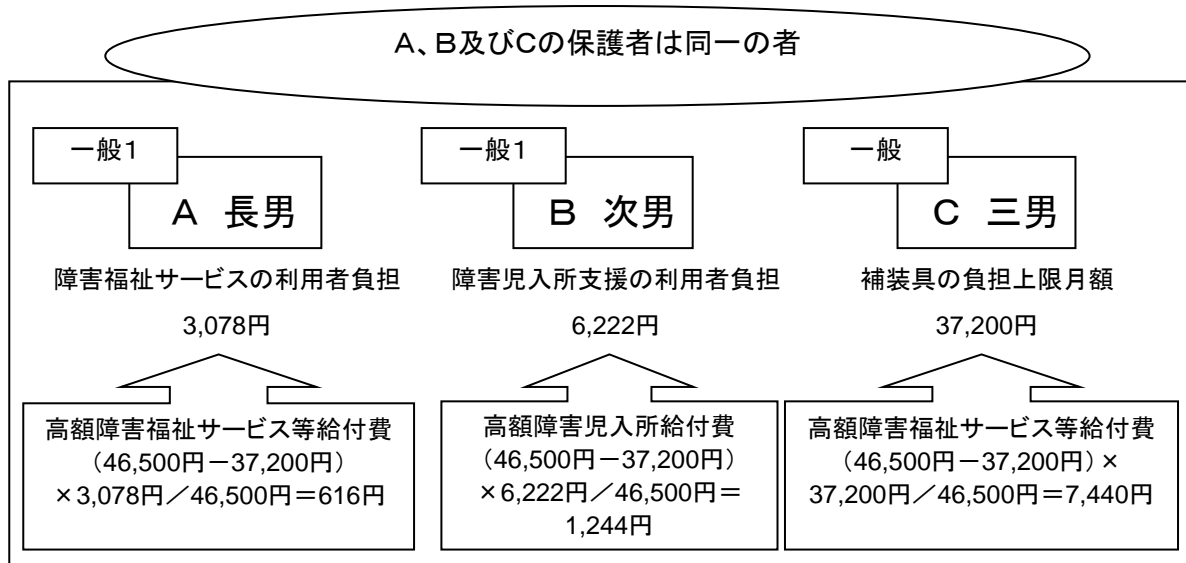 A、B及びCの保護者は同一の者
一般1
A 長男
障害福祉サービスの利用者負担
3,078円
高額障害福祉サービス等給付費
(46,500円-37,200円)
×3,078円/46,500円=616円
一般1
B 次男
障害児入所支援の利用者負担
6,222円
高額障害児入所給付費
(46,500円-37,200円)
×6,222円/46,500円=
1,244円
一般
C 三男
補装具の負担上限月額
37,200円
高額障害福祉サービス等給付費
(46,500円-37,200円)×
37,200円/46,500円=7,440円